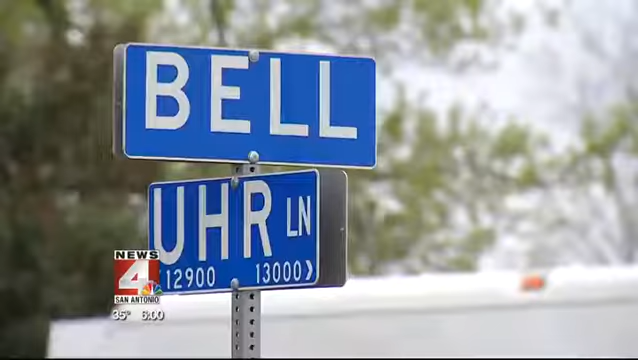 BELL
UHR LN
12900 13000 ❯
NEWS
4
SAN ANTONIO
35° 6:00